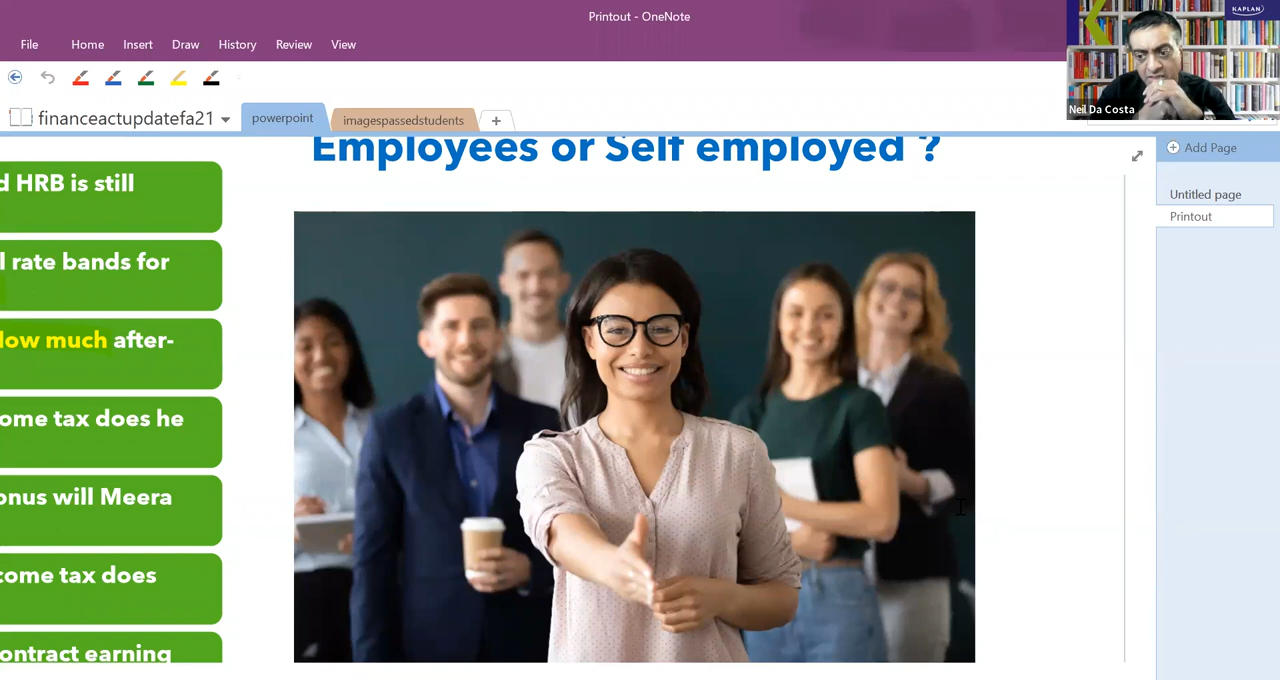 Printout - OneNote
KAPLAN
File Home Insert Draw History Review View
Neil Da Costa
financeactupdatefa21 powerpoint imagespassedstudents +
Employees or Self employed ?
Add Page
Untitled page
Printout
d HRB is still
l rate bands for
How much after-
ome tax does he
onus will Meera
come tax does
ontract earning